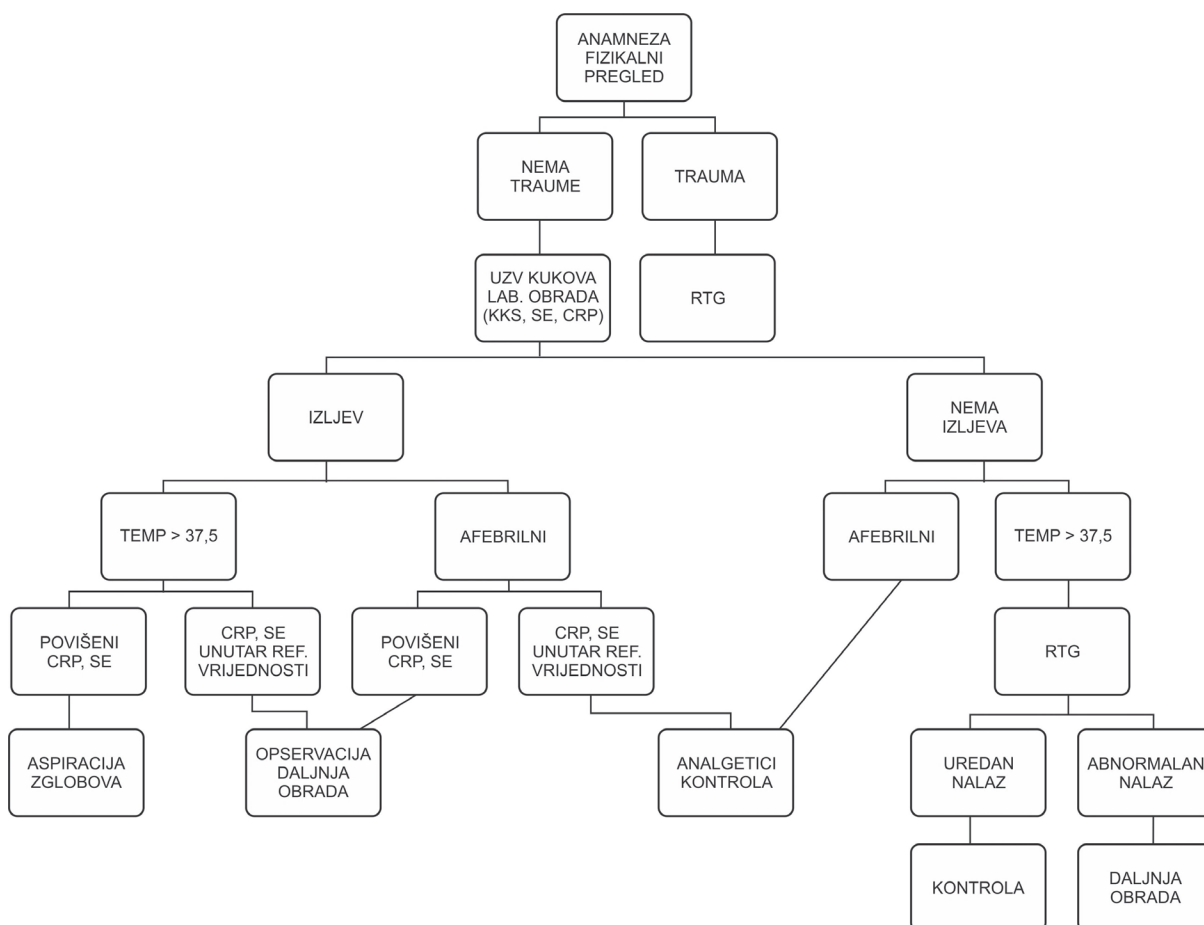 ANAMNEZA
FIZIKALNI
PREGLED
NEMA
TRAUME
TRAUMA
UZV KUKOVA
LAB. OBRADA
(KKS, SE, CRP)
RTG
IZLJEV
NEMA
IZLJEVA
TEMP > 37,5
AFEBRILNI
AFEBRILNI
TEMP > 37,5
POVIŠENI
CRP, SE
CRP, SE
UNUTAR REF.
VRIJEDNOSTI
POVIŠENI
CRP, SE
CRP, SE
UNUTAR REF.
VRIJEDNOSTI
RTG
ASPIRACIJA
ZGLOBOVA
OPSERVACIJA
DALJNJA
OBRADA
ANALGETICI
KONTROLA
UREDAN
NALAZ
ABNORMALAN
NALAZ
KONTROLA
DALJNJA
OBRADA